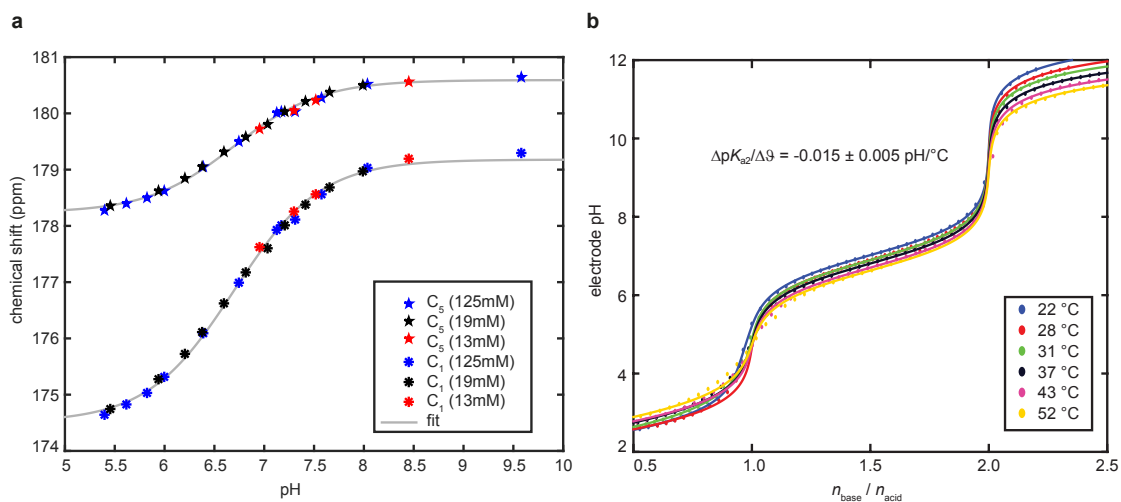 a
chemical shift (ppm)
181
180
179
178
177
176
175
174
5 5.5 6 6.5 7 7.5 8 8.5 9 9.5 10
pH
C5 (125mM)
C5 (19mM)
C5 (13mM)
C1 (125mM)
C1 (19mM)
C1 (13mM)
fit
b
electrode pH
12
10
8
6
4
2
0.5 1.0 1.5 2.0 2.5
nbase / nacid
ΔpKa2/Δϑ = -0.015 ± 0.005 pH/°C
22 °C
28 °C
31 °C
37 °C
43 °C
52 °C